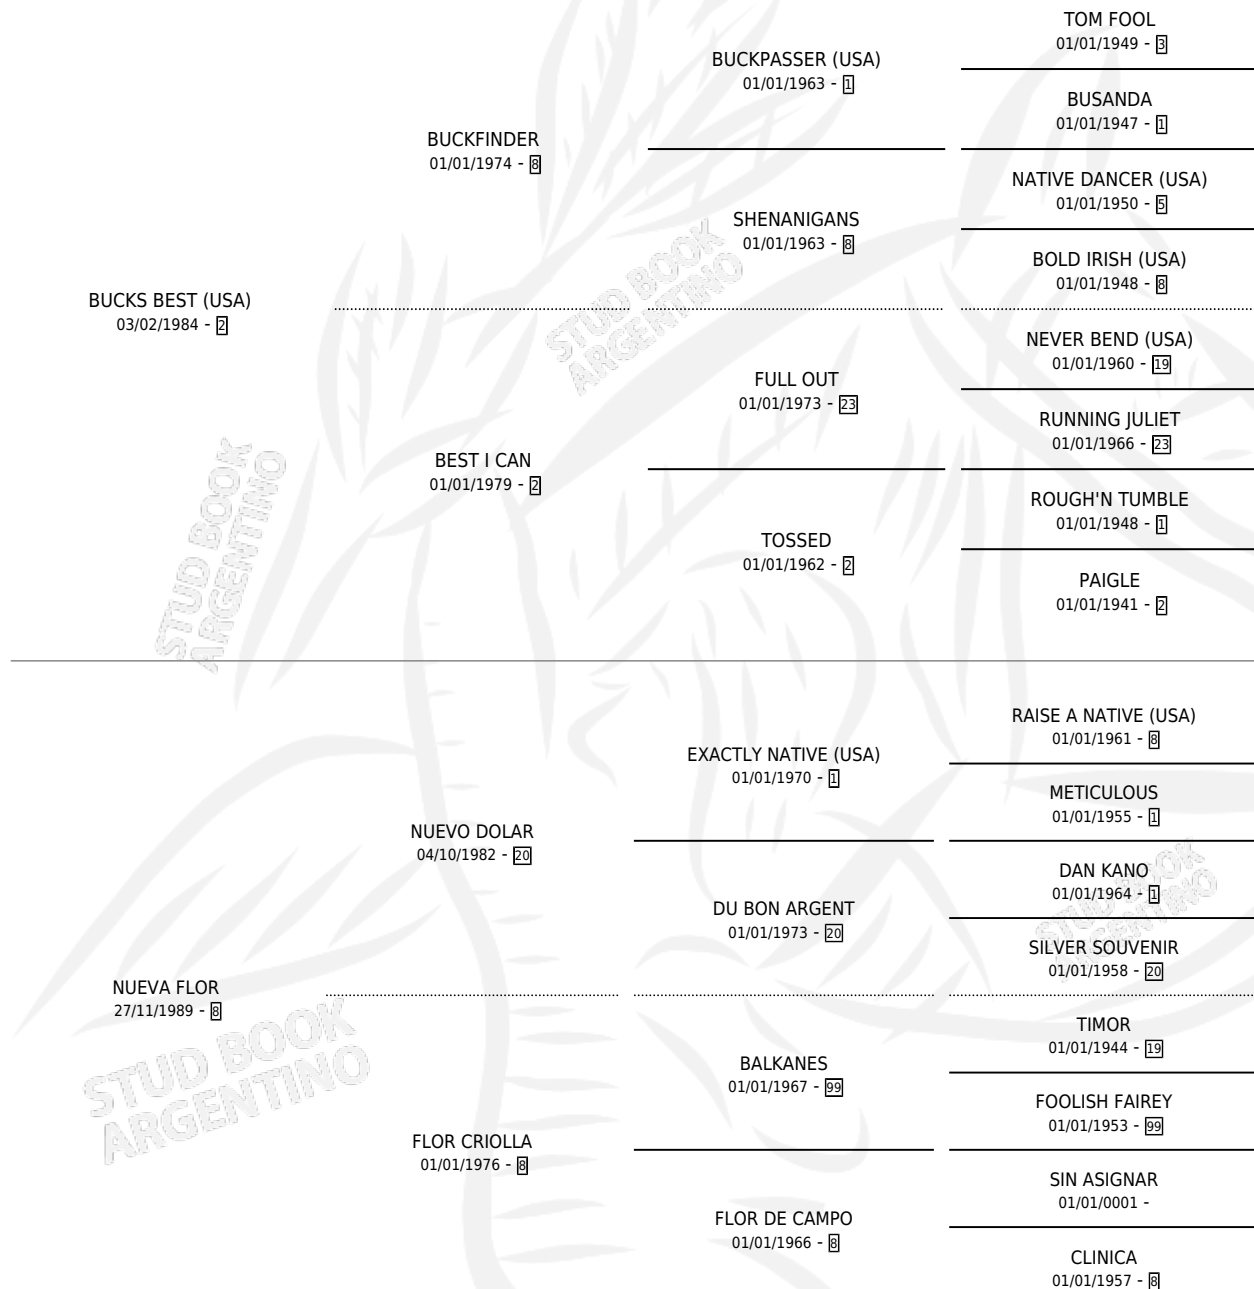 TOM FOOL
01/01/1949 - 3
BUCKPASSER (USA)
01/01/1963 - 1
BUSANDA
01/01/1947 - 1
BUCKFINDER
01/01/1974 - 8
NATIVE DANCER (USA)
01/01/1950 - 5
SHENANIGANS
01/01/1963 - 8
BOLD IRISH (USA)
01/01/1948 - 8
BUCKS BEST (USA)
03/02/1984 - 2
NEVER BEND (USA)
01/01/1960 - 19
FULL OUT
01/01/1973 - 23
RUNNING JULIET
01/01/1966 - 23
BEST I CAN
01/01/1979 - 2
ROUGH'N TUMBLE
01/01/1948 - 1
TOSSED
01/01/1962 - 2
PAIGLE
01/01/1941 - 2
RAISE A NATIVE (USA)
01/01/1961 - 8
EXACTLY NATIVE (USA)
01/01/1970 - 1
METICULOUS
01/01/1955 - 1
NUEVO DOLAR
04/10/1982 - 20
DAN KANO
01/01/1964 - 1
DU BON ARGENT
01/01/1973 - 20
SILVER SOUVENIR
01/01/1958 - 20
NUEVA FLOR
27/11/1989 - 8
TIMOR
01/01/1944 - 19
BALKANES
01/01/1967 - 99
FOOLISH FAIREY
01/01/1953 - 99
FLOR CRIOLLA
01/01/1976 - 8
SIN ASIGNAR
01/01/0001 -
FLOR DE CAMPO
01/01/1966 - 8
CLINICA
01/01/1957 - 8
STUD BOOK
ARGENTINO
STUD BOOK
ARGENTINO
STUD BOOK
ARGENTINO
STUD BOOK
ARGENTINO